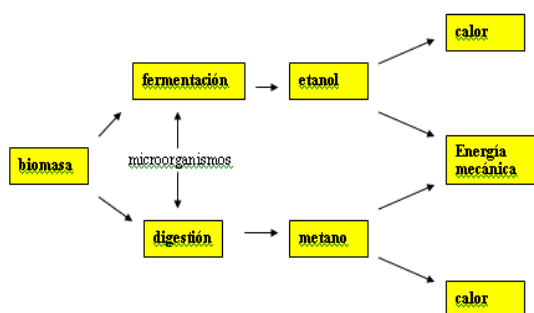 calor
fermentación
etanol
biomasa
microorganismos
Energía
mecánica
digestión
metano
calor